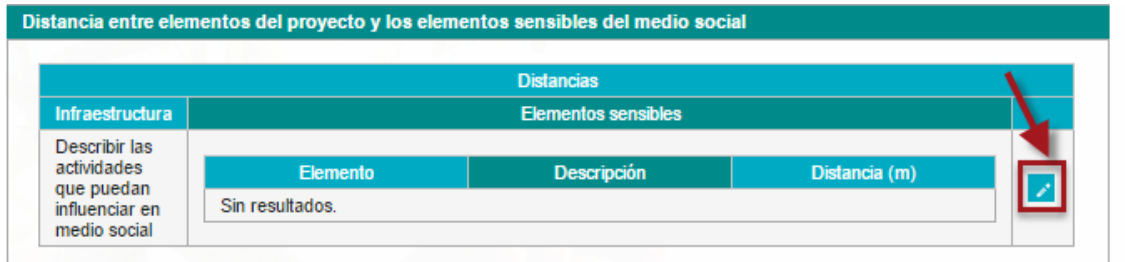 Distancia entre elementos del proyecto y los elementos sensibles del medio social
Distancias
Infraestructura
Elementos sensibles
Describir las
actividades
que puedan
influenciar en
medio social
Elemento
Descripción
Distancia (m)
Sin resultados.